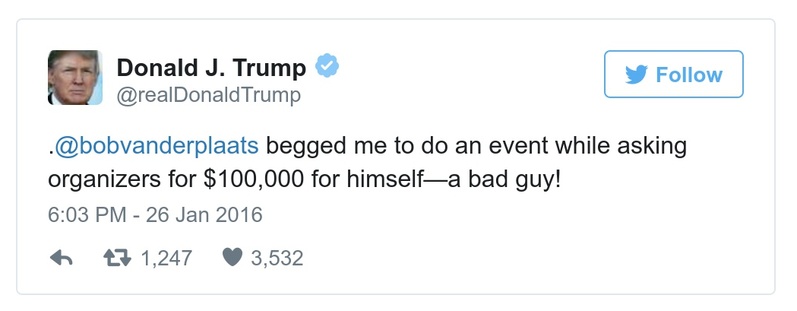 Donald J. Trump
@realDonaldTrump
Follow
.@bobvanderplaats begged me to do an event while asking
organizers for $100,000 for himself—a bad guy!
6:03 PM - 26 Jan 2016
1,247 3,532